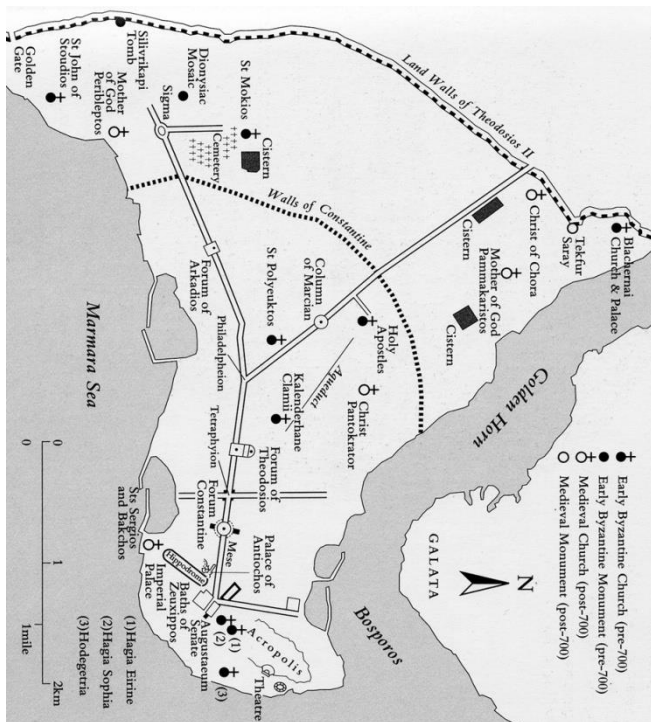 Land Walls of Theodosios II
Silivrikapi
Tomb
Golden
Gate
St John of
Stoudios
Mother
of God
Peribleptos
Sigma
Dionysiac
Mosaic
St Mokios
Cistern
Cemetery
Walls of Constantine
Blachernai
Church & Palace
Tekfur
Saray
Christ of Chora
Cistern
Mother of God
Pammakaristos
Cistern
Forum of
Arkadios
St Polyeuktos
Column
of Marcian
Holy
Apostles
Philadelpheion
Aqueduct
Kalenderhane
Clamii
Christ
Pantokrator
Golden Horn
Marmara Sea
Tetraphyion
Forum of
Theodosios
Forum
Constantine
Mese
Palace of
Antiochos
Sts Sergios
and Bakchos
Hippodrome
Imperial
Palace
Baths of
Zeuxippos
Augustaeum
Senate
(2)
(1)
(3)
Acropolis
Theatre
Bosporos
GALATA
N
Early Byzantine Church (pre-700)
Early Byzantine Monument (pre-700)
Medieval Church (post-700)
Medieval Monument (post-700)
(1)Hagia Eirine
(2)Hagia Sophia
(3)Hodegetria
0 1mile
0 1 2km